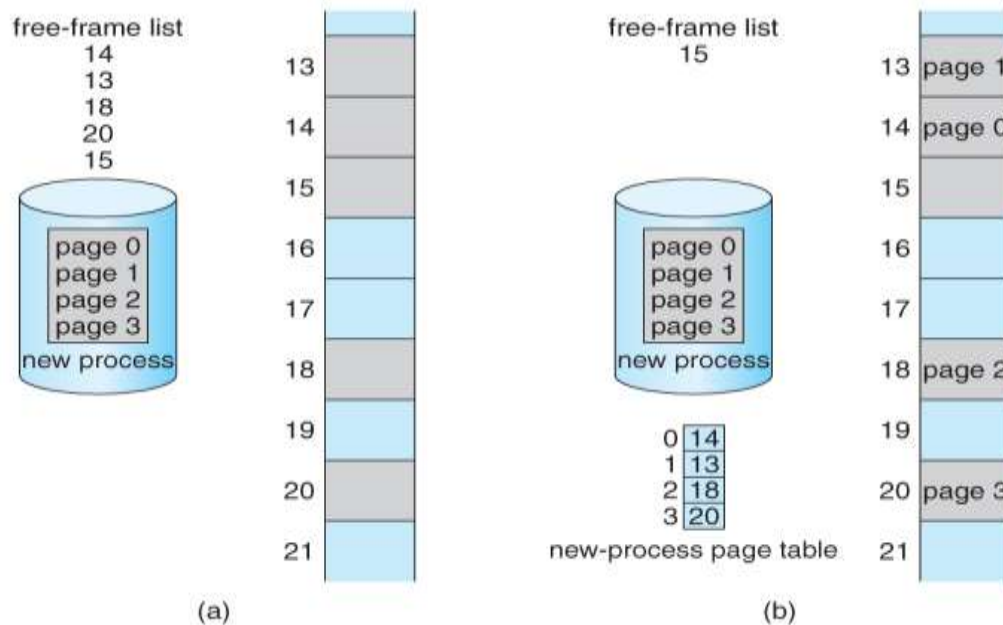 free-frame list
14
13
18
20
15
page 0
page 1
page 2
page 3
new process
13
14
15
16
17
18
19
20
21
(a)
free-frame list
15
page 0
page 1
page 2
page 3
new process
0 14
1 13
2 18
3 20
new-process page table
13 page 1
14 page 0
15
16
17
18 page 2
19
20 page 3
21
(b)